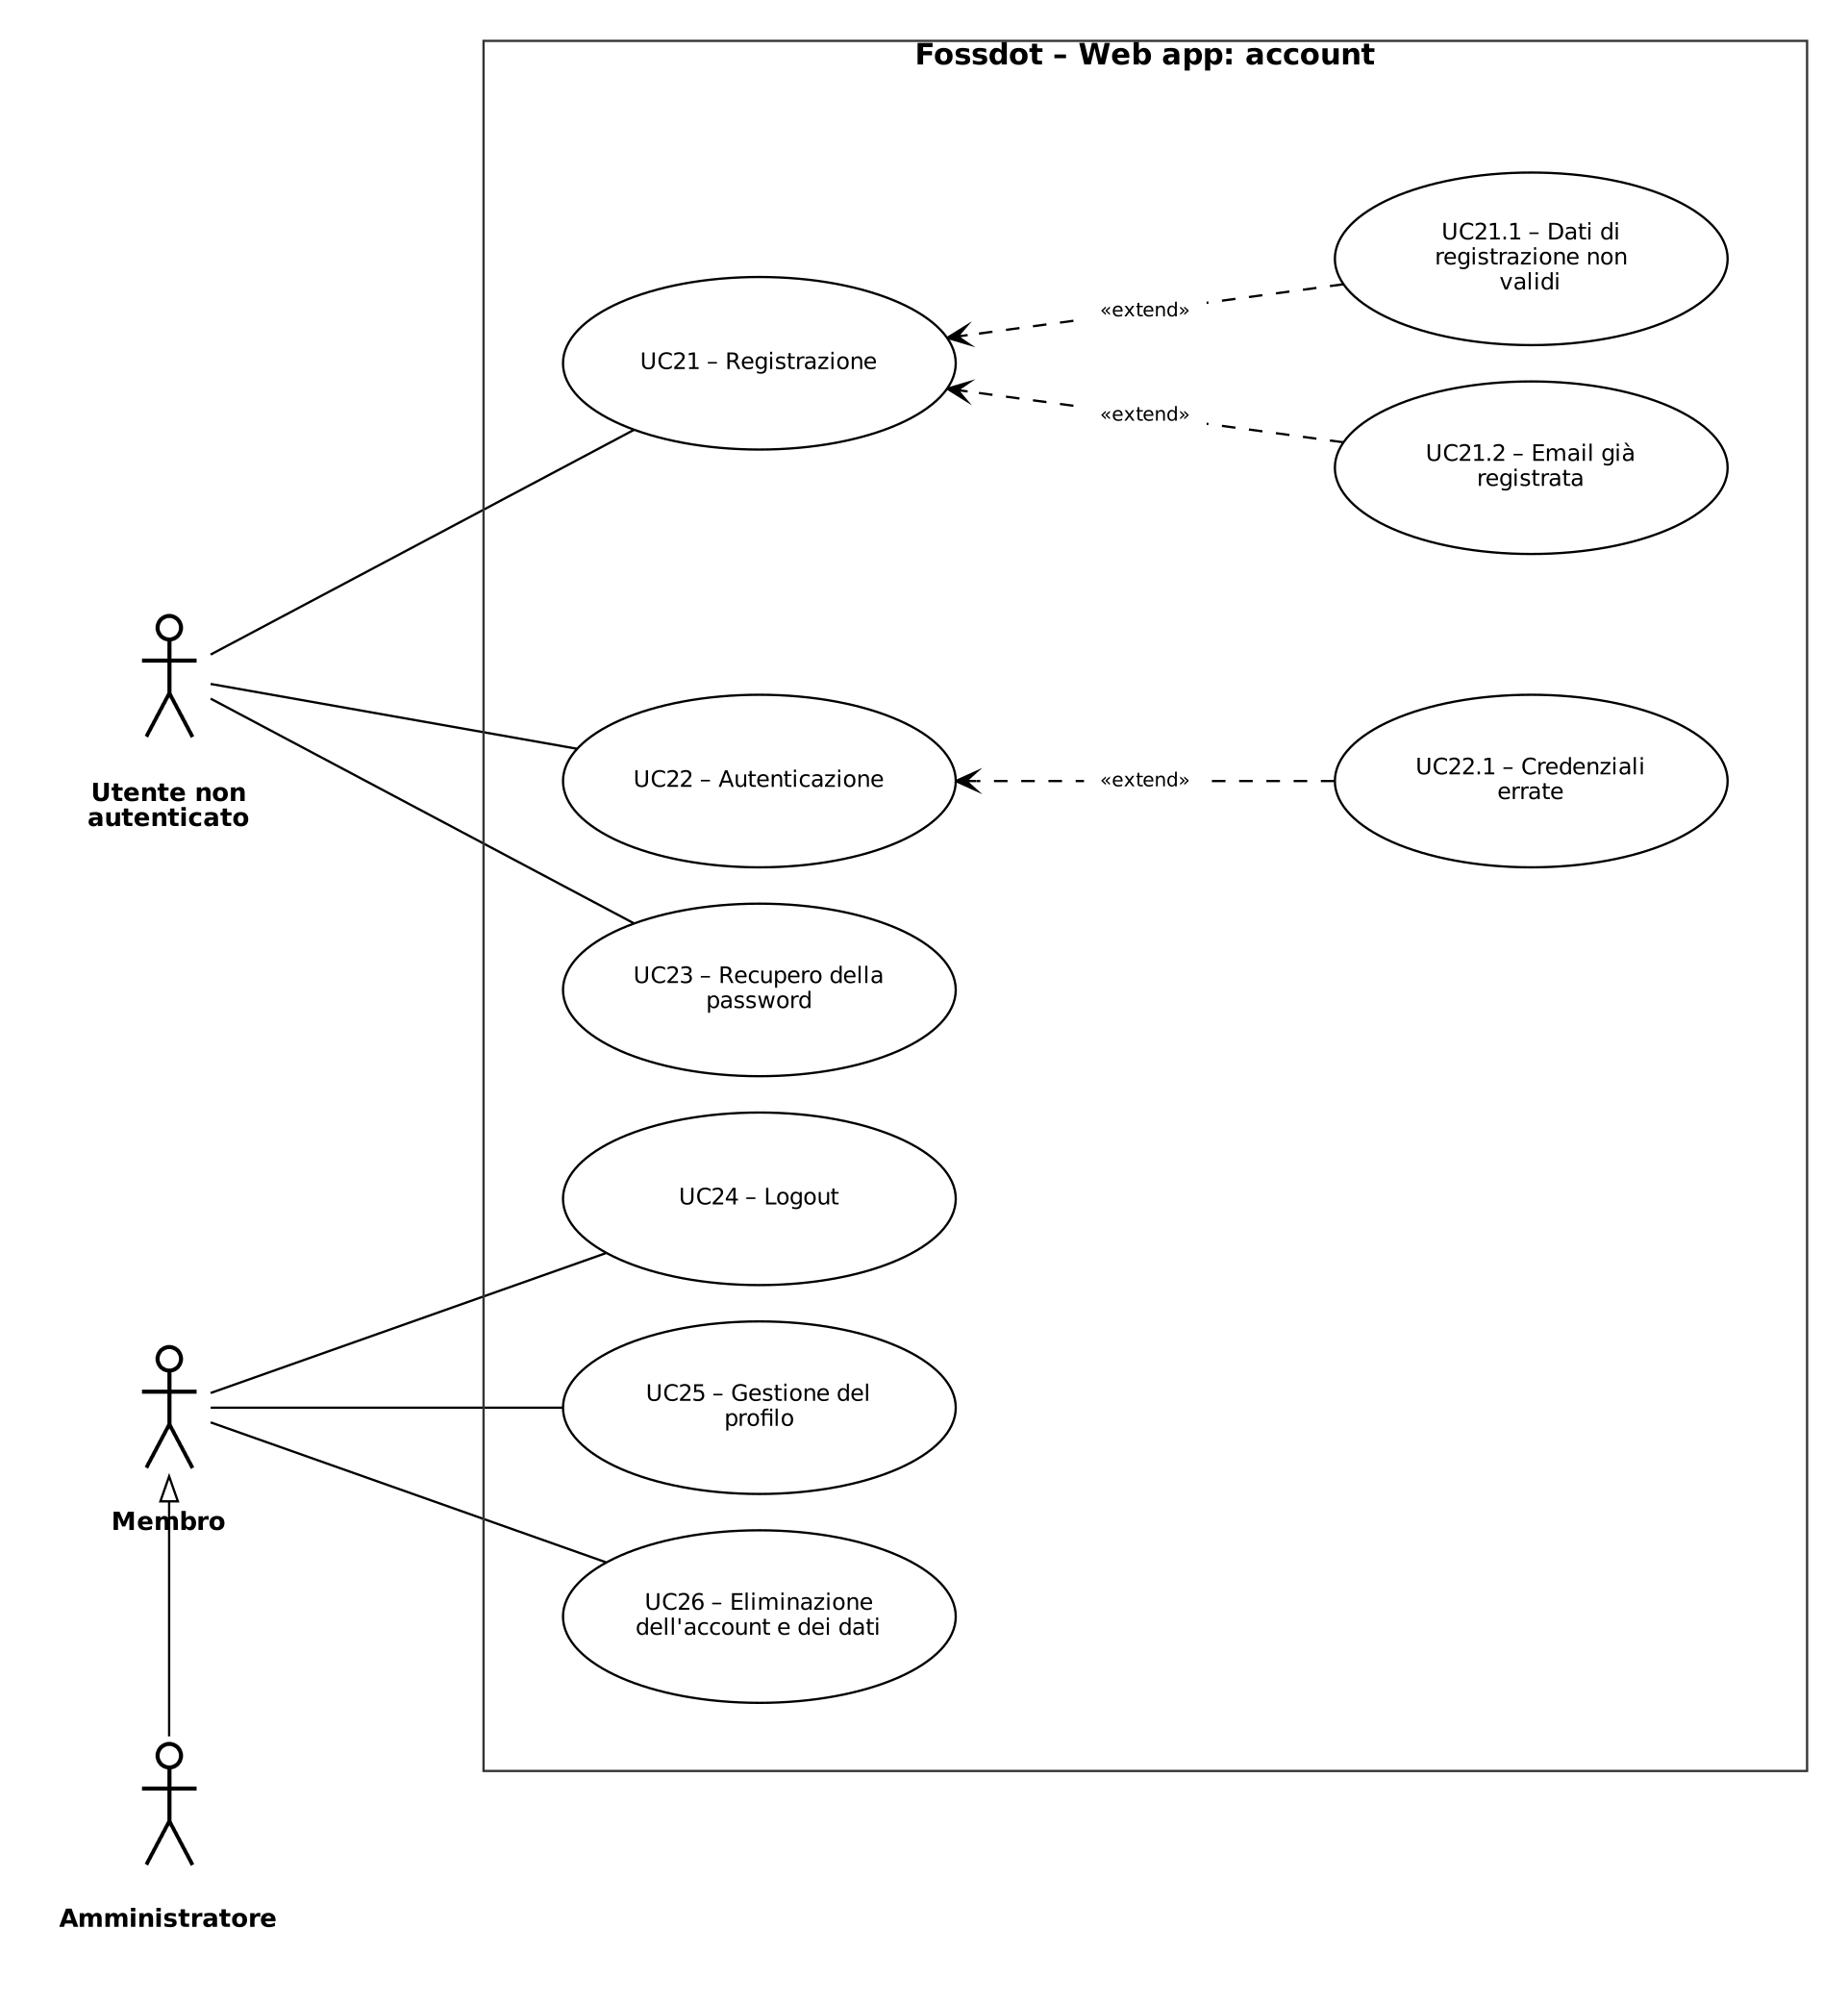 Fossdot – Web app: account
UC21.1 – Dati di
registrazione non
validi
«extend»
UC21 – Registrazione
«extend»
UC21.2 – Email già
registrata
Utente non
autenticato
UC22 – Autenticazione
«extend»
UC22.1 – Credenziali
errate
UC23 – Recupero della
password
UC24 – Logout
UC25 – Gestione del
profilo
Membro
UC26 – Eliminazione
dell'account e dei dati
Amministratore